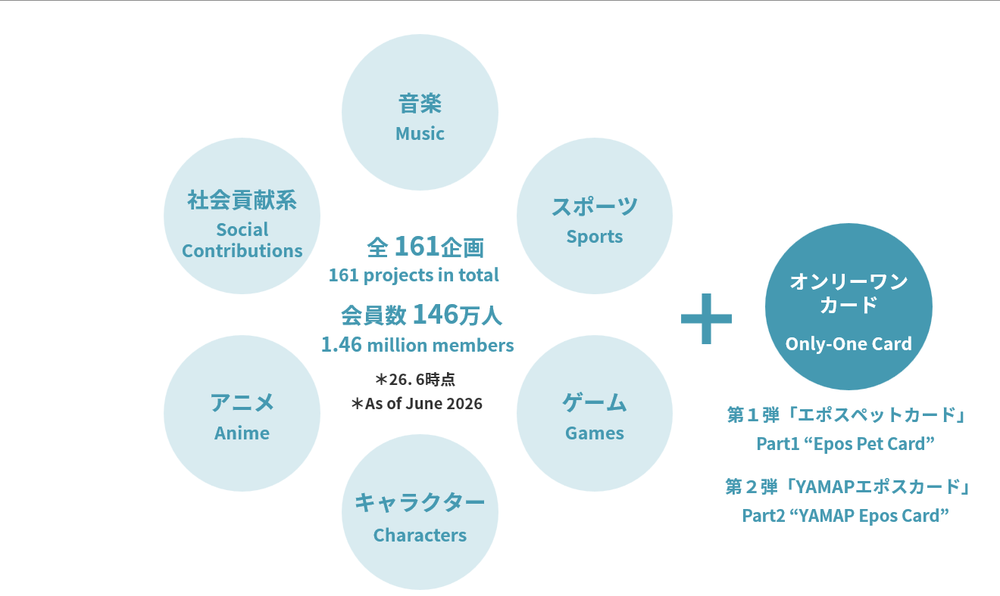 音楽
Music
社会貢献系
Social
Contributions
スポーツ
Sports
全 161企画
161 projects in total
会員数 146万人
1.46 million members
＊26. 6時点
＊As of June 2026
アニメ
Anime
ゲーム
Games
キャラクター
Characters
オンリーワン
カード
Only-One Card
第１弾「エポスペットカード」
Part1 “Epos Pet Card”
第２弾「YAMAPエポスカード」
Part2 “YAMAP Epos Card”